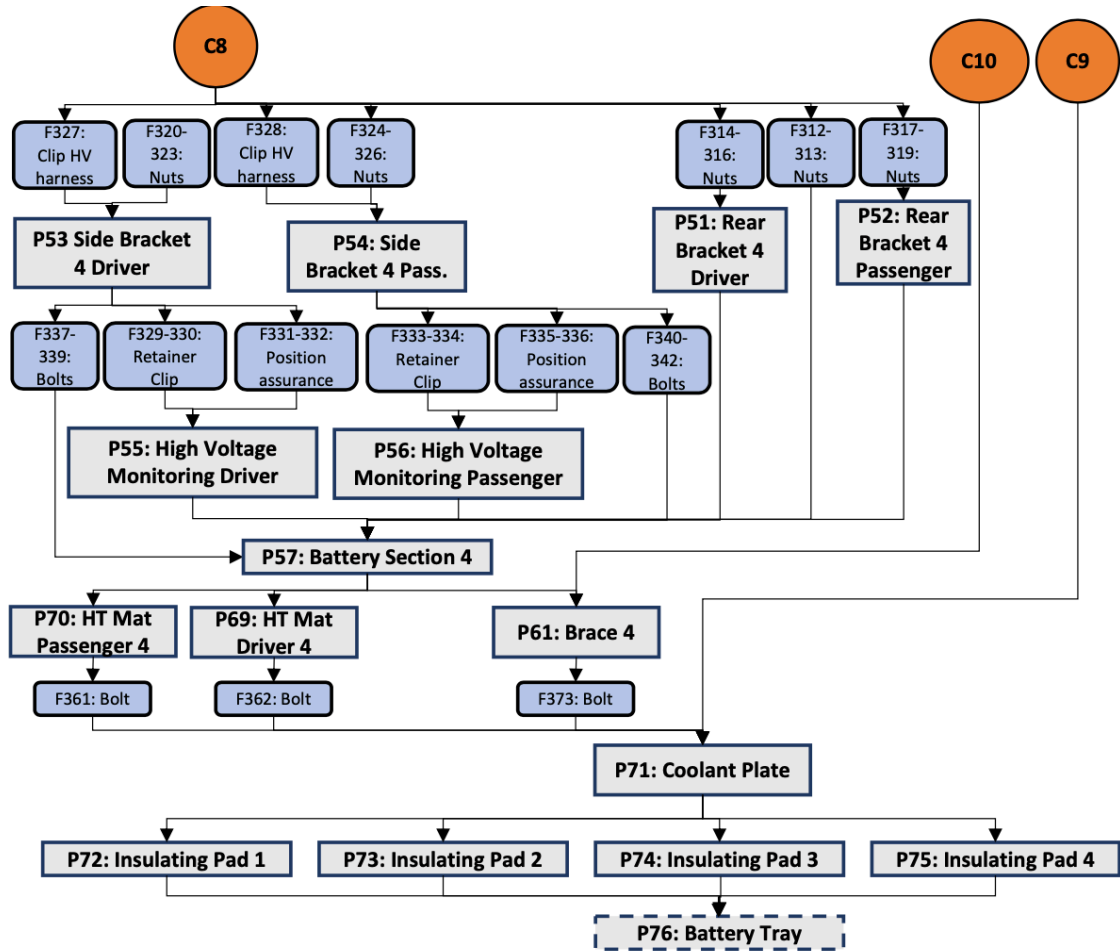 C8
C10
C9
F327:
Clip HV
harness
F320-
323:
Nuts
F328:
Clip HV
harness
F324-
326:
Nuts
F314-
316:
Nuts
F312-
313:
Nuts
F317-
319:
Nuts
P53 Side Bracket
4 Driver
P54: Side
Bracket 4 Pass.
P51: Rear
Bracket 4
Driver
P52: Rear
Bracket 4
Passenger
F337-
339:
Bolts
F329-330:
Retainer
Clip
F331-332:
Position
assurance
F333-334:
Retainer
Clip
F335-336:
Position
assurance
F340-
342:
Bolts
P55: High Voltage
Monitoring Driver
P56: High Voltage
Monitoring Passenger
P57: Battery Section 4
P70: HT Mat
Passenger 4
P69: HT Mat
Driver 4
P61: Brace 4
F361: Bolt
F362: Bolt
F373: Bolt
P71: Coolant Plate
P72: Insulating Pad 1
P73: Insulating Pad 2
P74: Insulating Pad 3
P75: Insulating Pad 4
P76: Battery Tray